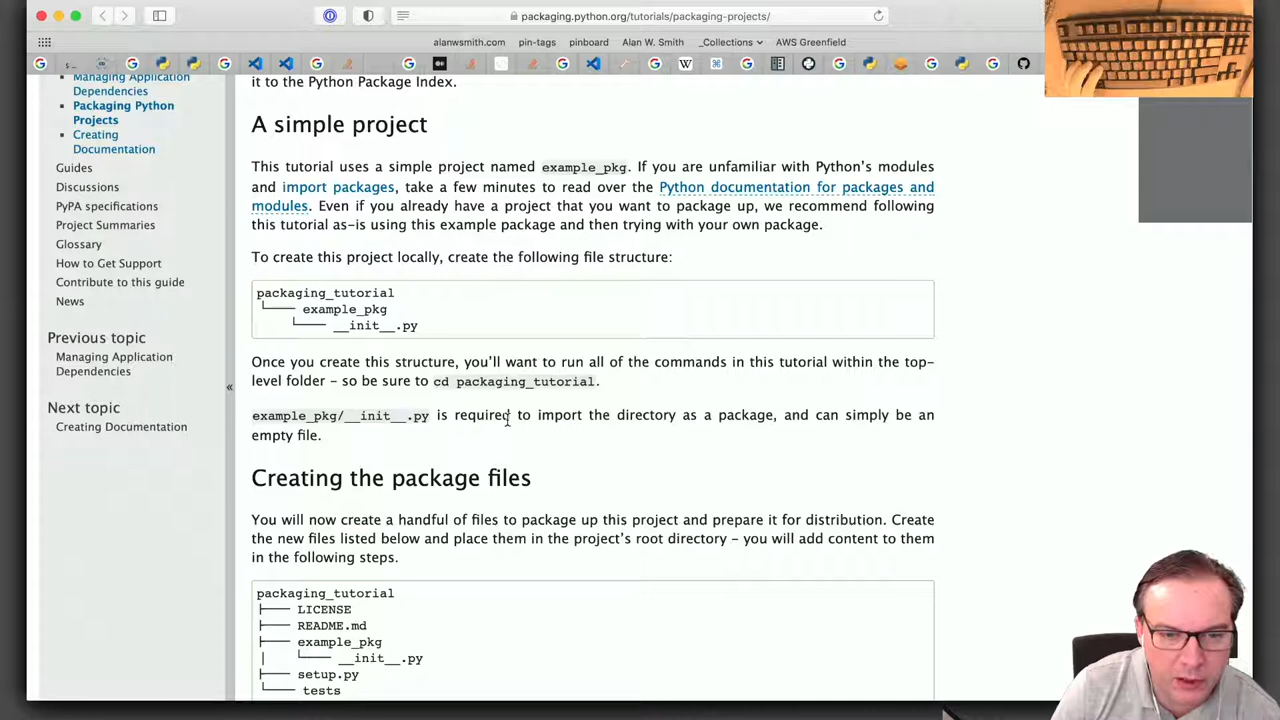 packaging.python.org/tutorials/packaging-projects/
alanwsmith.com pin-tags pinboard Alan W. Smith _Collections AWS Greenfield
Managing Application
Dependencies
Packaging Python
Projects
Creating
Documentation
Guides
Discussions
PyPA specifications
Project Summaries
Glossary
How to Get Support
Contribute to this guide
News
Previous topic
Managing Application
Dependencies
Next topic
Creating Documentation
«
it to the Python Package Index.
A simple project
This tutorial uses a simple project named example_pkg. If you are unfamiliar with Python’s modules
and import packages, take a few minutes to read over the Python documentation for packages and
modules. Even if you already have a project that you want to package up, we recommend following
this tutorial as-is using this example package and then trying with your own package.
To create this project locally, create the following file structure:
packaging_tutorial
└── example_pkg
└── __init__.py
Once you create this structure, you’ll want to run all of the commands in this tutorial within the top-
level folder – so be sure to cd packaging_tutorial.
example_pkg/__init__.py is required to import the directory as a package, and can simply be an
empty file.
Creating the package files
You will now create a handful of files to package up this project and prepare it for distribution. Create
the new files listed below and place them in the project’s root directory – you will add content to them
in the following steps.
packaging_tutorial
├── LICENSE
├── README.md
├── example_pkg
│   └── __init__.py
├── setup.py
└── tests